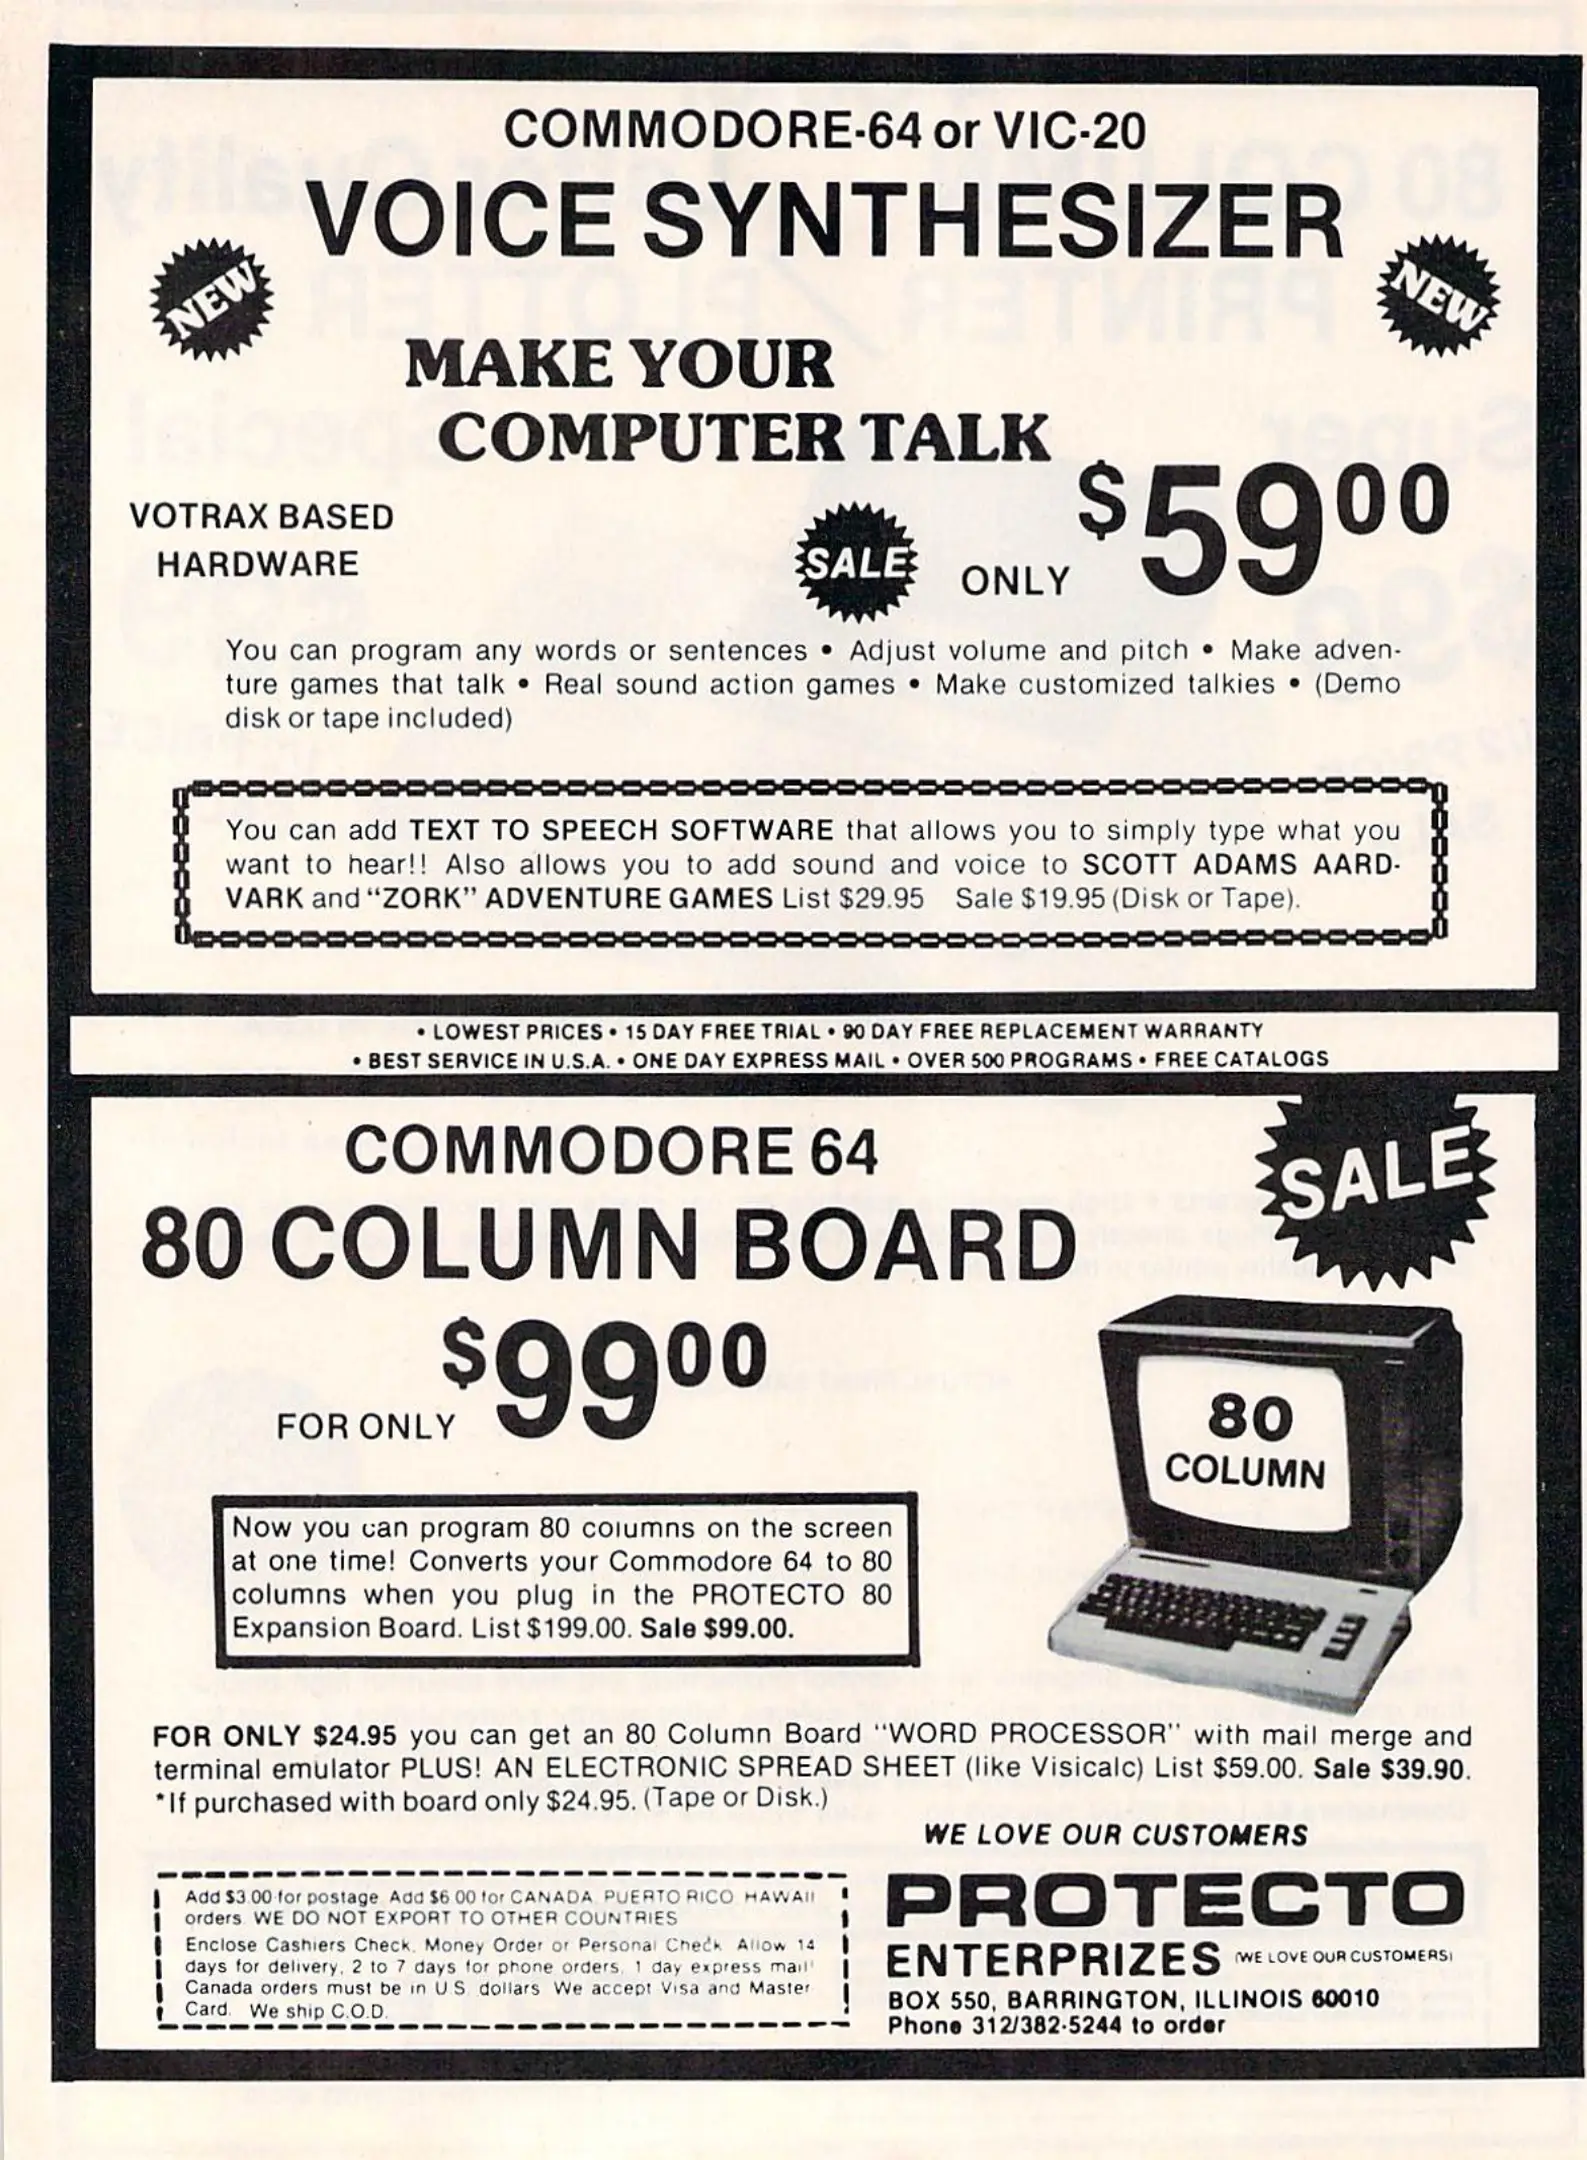 COMMODORE-64 or VIC-20
VOICE SYNTHESIZER
NEW
NEW
MAKE YOUR
COMPUTER TALK
VOTRAX BASED
HARDWARE
SALE
ONLY
$5900
You can program any words or sentences • Adjust volume and pitch • Make adven-
ture games that talk • Real sound action games • Make customized talkies • (Demo
disk or tape included)
You can add TEXT TO SPEECH SOFTWARE that allows you to simply type what you
want to hear!! Also allows you to add sound and voice to SCOTT ADAMS AARD-
VARK and "ZORK" ADVENTURE GAMES List $29.95 Sale $19.95 (Disk or Tape).
• LOWEST PRICES • 15 DAY FREE TRIAL • 90 DAY FREE REPLACEMENT WARRANTY
• BEST SERVICE IN U.S.A. • ONE DAY EXPRESS MAIL • OVER 500 PROGRAMS • FREE CATALOGS
COMMODORE 64
SALE
80 COLUMN BOARD
FOR ONLY $9900
80
COLUMN
Now you can program 80 columns on the screen
at one time! Converts your Commodore 64 to 80
columns when you plug in the PROTECTO 80
Expansion Board. List $199.00. Sale $99.00.
FOR ONLY $24.95 you can get an 80 Column Board "WORD PROCESSOR" with mail merge and
terminal emulator PLUS! AN ELECTRONIC SPREAD SHEET (like Visicalc) List $59.00. Sale $39.90.
*If purchased with board only $24.95. (Tape or Disk.)
Add $3.00 for postage. Add $6.00 for CANADA, PUERTO RICO, HAWAII
orders. WE DO NOT EXPORT TO OTHER COUNTRIES
Enclose Cashiers Check, Money Order or Personal Check. Allow 14
days for delivery, 2 to 7 days for phone orders, 1 day express mail!
Canada orders must be in U.S. dollars. We accept Visa and Master
Card. We ship C.O.D.
WE LOVE OUR CUSTOMERS
PROTECTO
ENTERPRIZES (WE LOVE OUR CUSTOMERS)
BOX 550, BARRINGTON, ILLINOIS 60010
Phone 312/382-5244 to order